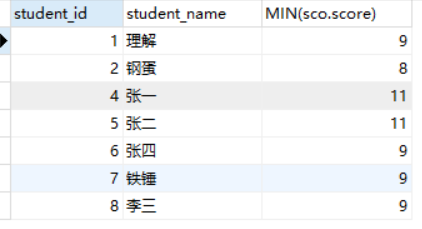 student_id student_name MIN(sco.score)
1 理解 9
2 钢蛋 8
4 张一 11
5 张二 11
6 张四 9
7 铁锤 9
8 李三 9